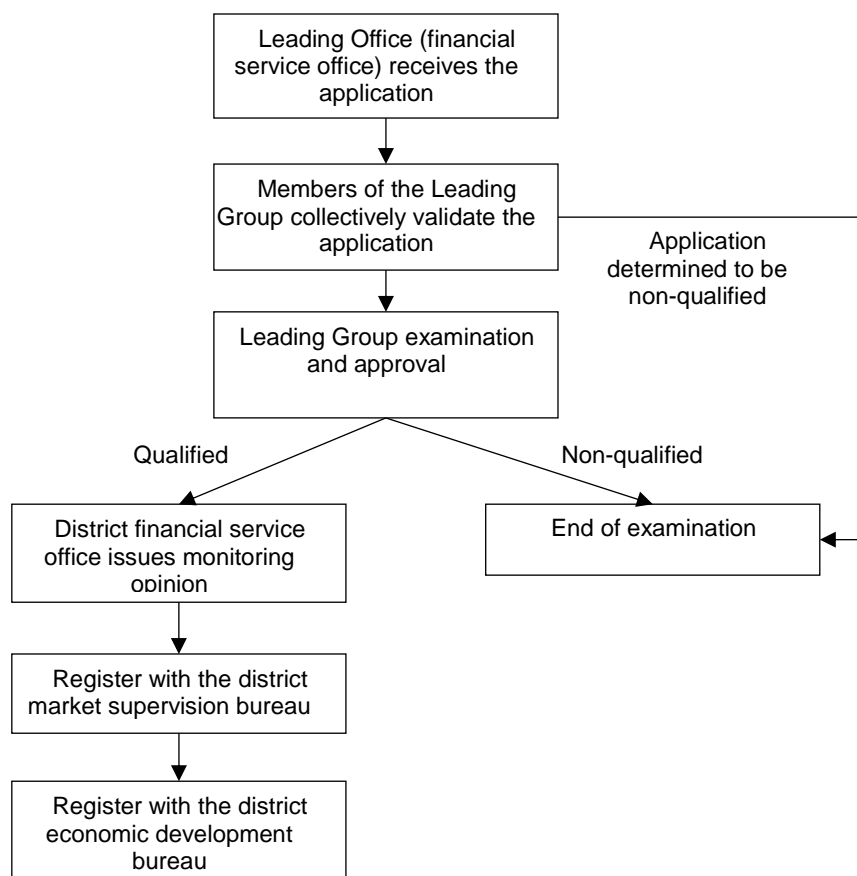 Leading Office (financial
service office) receives the
application
Members of the Leading
Group collectively validate the
application
Application
determined to be
non-qualified
Leading Group examination
and approval
Qualified
Non-qualified
District financial service
office issues monitoring
opinion
End of examination
Register with the district
market supervision bureau
Register with the district
economic development
bureau